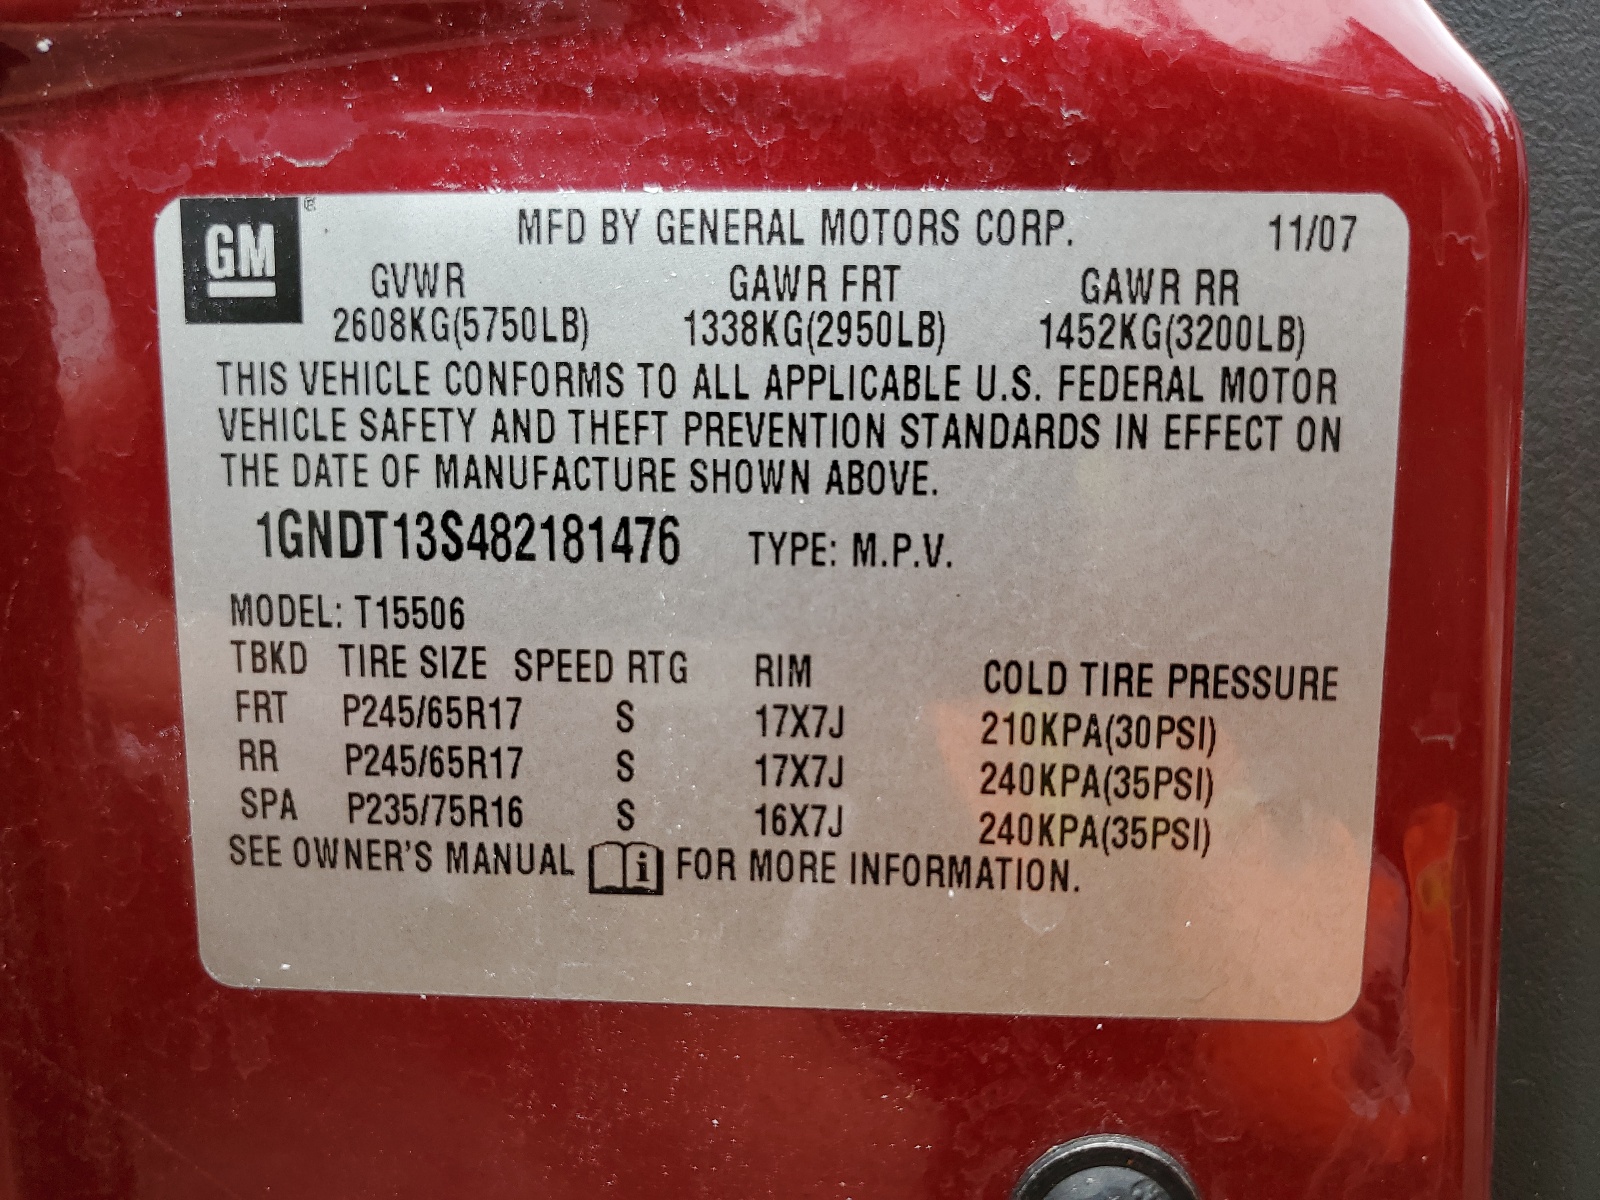 GM ® MFD BY GENERAL MOTORS CORP. 11/07
GVWR GAWR FRT GAWR RR
2608KG(5750LB) 1338KG(2950LB) 1452KG(3200LB)
THIS VEHICLE CONFORMS TO ALL APPLICABLE U.S. FEDERAL MOTOR
VEHICLE SAFETY AND THEFT PREVENTION STANDARDS IN EFFECT ON
THE DATE OF MANUFACTURE SHOWN ABOVE.
1GNDT13S482181476 TYPE: M.P.V.
MODEL: T15506
TBKD TIRE SIZE SPEED RTG RIM COLD TIRE PRESSURE
FRT P245/65R17 S 17X7J 210KPA(30PSI)
RR P245/65R17 S 17X7J 240KPA(35PSI)
SPA P235/75R16 S 16X7J 240KPA(35PSI)
SEE OWNER'S MANUAL i FOR MORE INFORMATION.